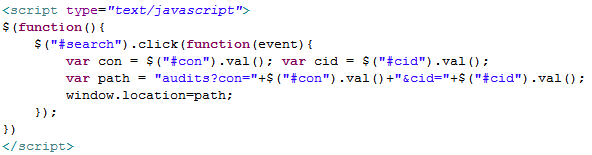 <script type="text/javascript">
$(function(){
    $("#search").click(function(event){
        var con = $("#con").val(); var cid = $("#cid").val();
        var path = "audits?con="+$("#con").val()+"&cid="+$("#cid").val();
        window.location=path;
    });
})
</script>